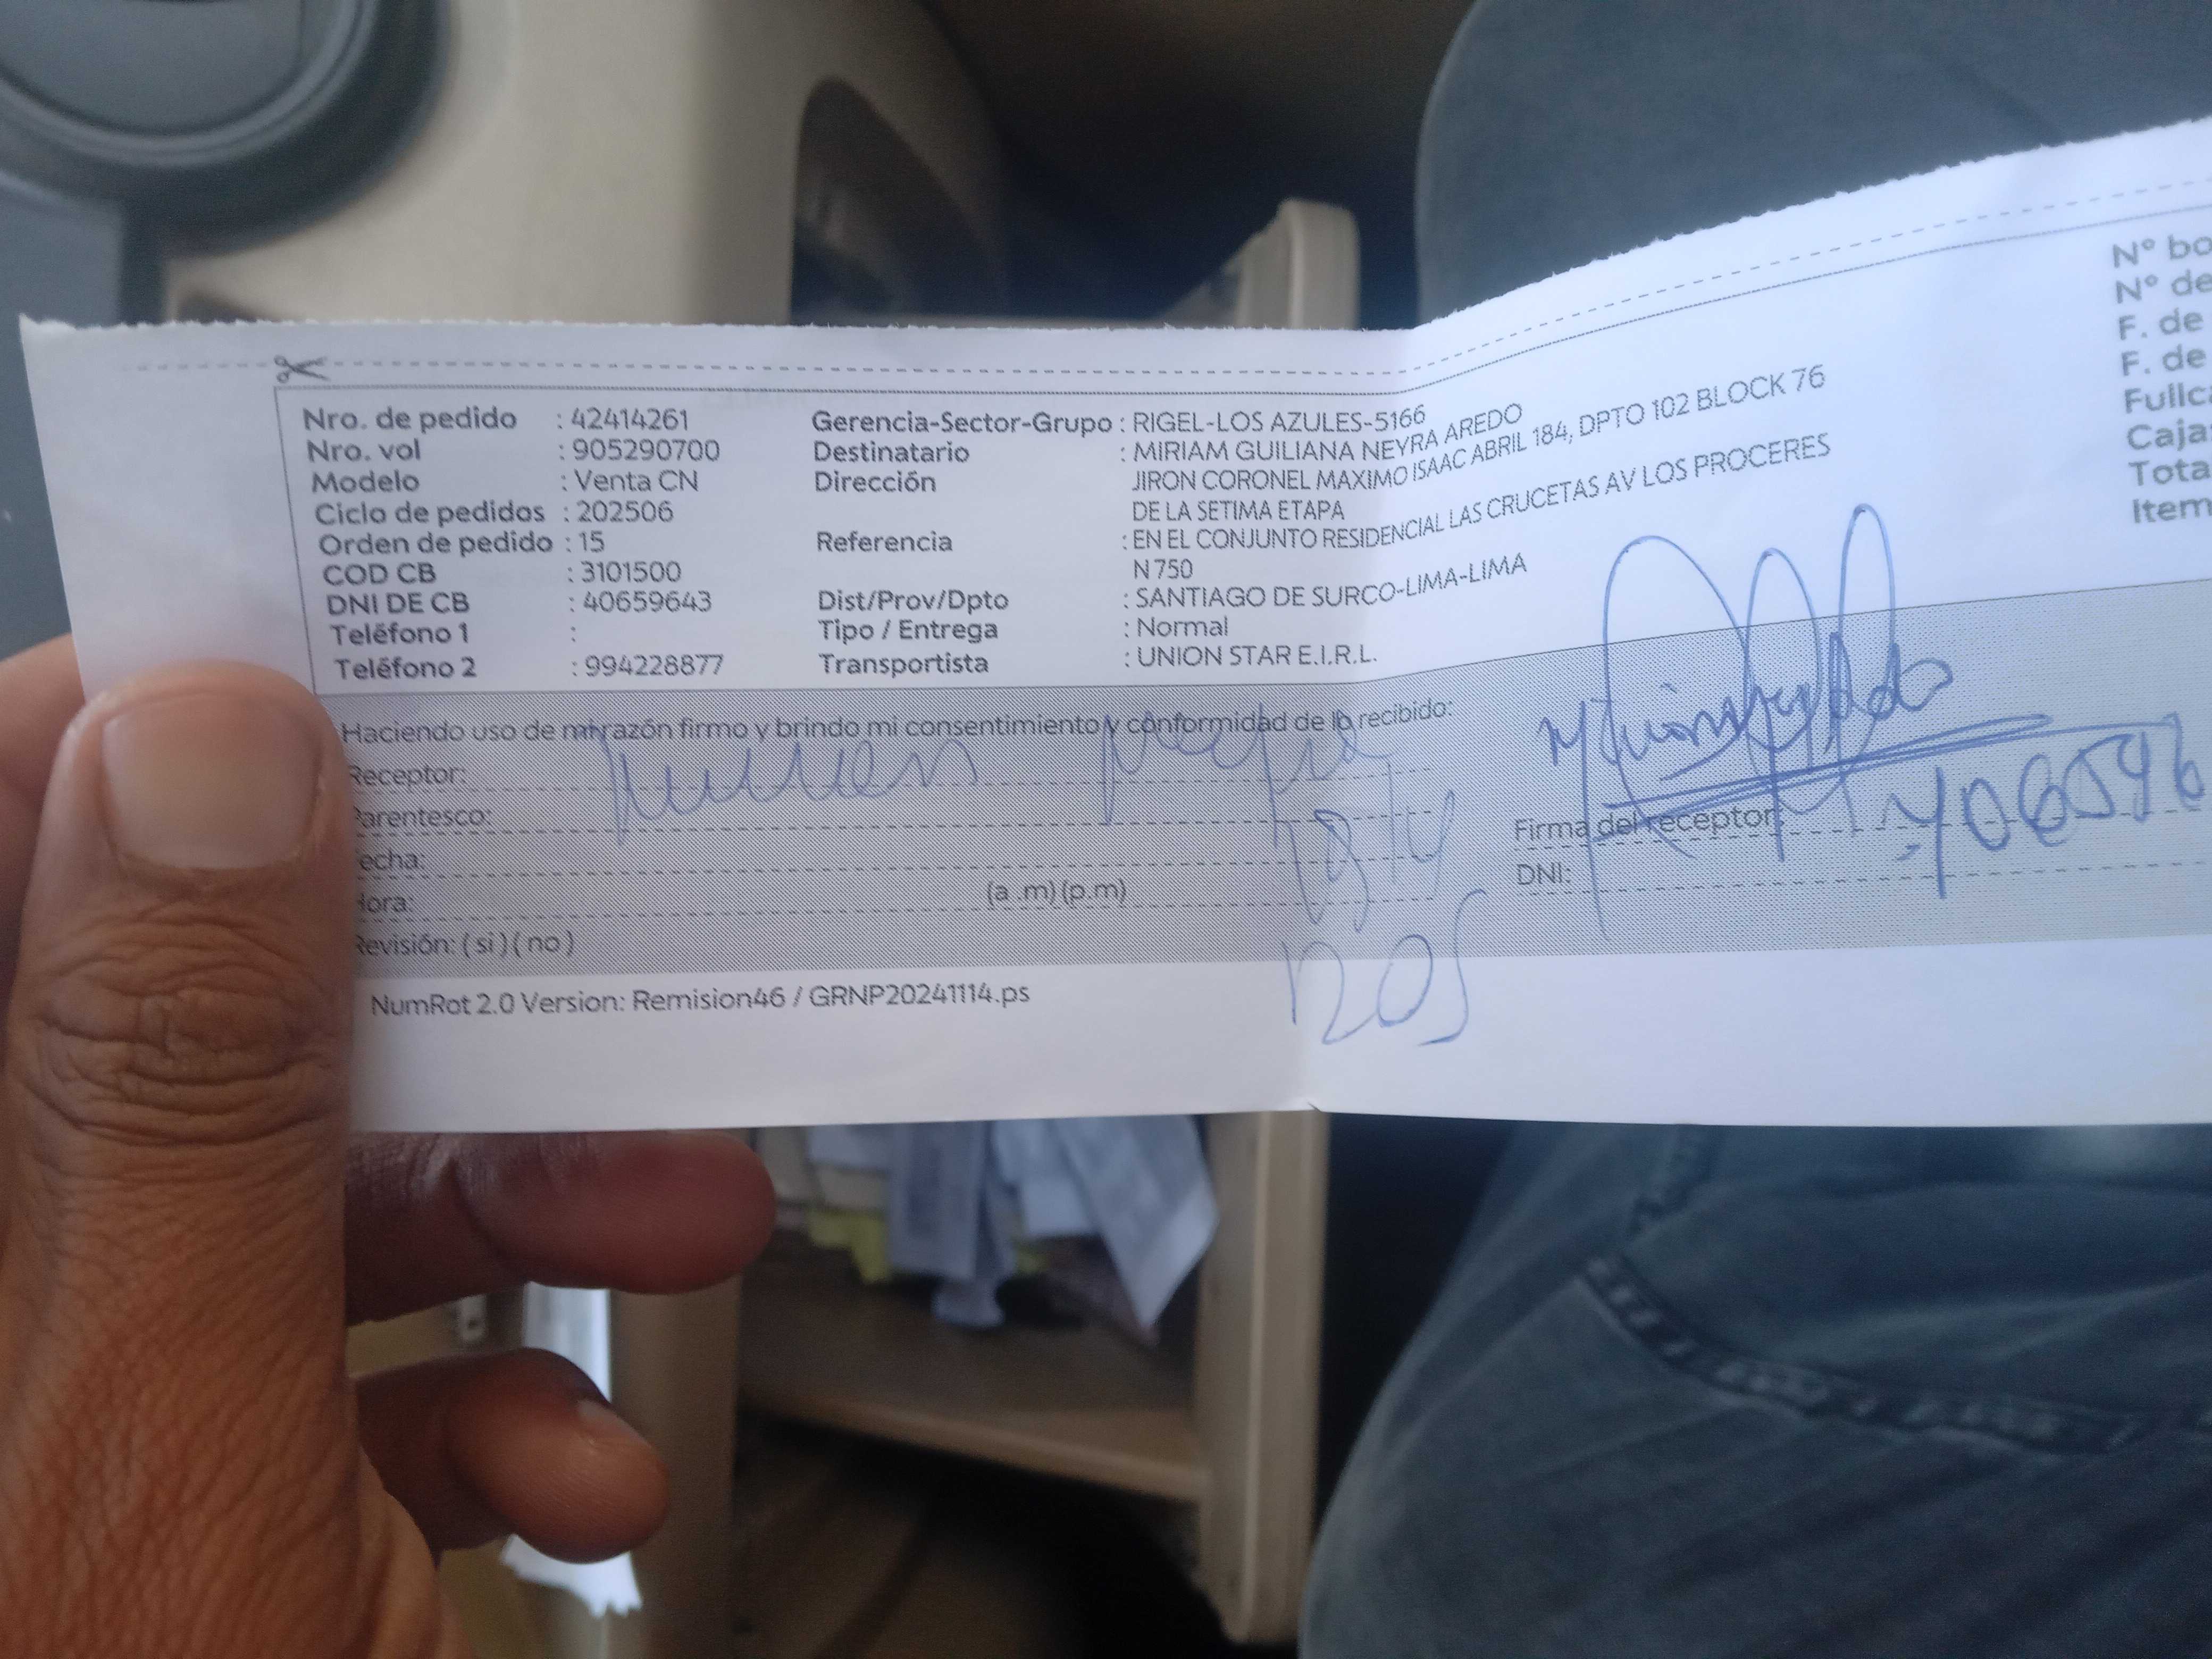 Nro. de pedido : 42414261
Nro. vol : 905290700
Modelo : Venta CN
Ciclo de pedidos : 202506
Orden de pedido : 15
COD CB : 3101500
DNI DE CB : 40659643
Teléfono 1 :
Teléfono 2 : 994228877
Gerencia-Sector-Grupo : RIGEL-LOS AZULES-5166
Destinatario : MIRIAM GUILIANA NEYRA AREDO
Dirección JIRON CORONEL MAXIMO ISAAC ABRIL 184, DPTO 102 BLOCK 76
DE LA SETIMA ETAPA
Referencia : EN EL CONJUNTO RESIDENCIAL LAS CRUCETAS AV LOS PROCERES
N 750
Dist/Prov/Dpto : SANTIAGO DE SURCO-LIMA-LIMA
Tipo / Entrega : Normal
Transportista : UNION STAR E.I.R.L.
N° bo
N° de
F. de
F. de
Fullc
Caja
Tota
Item
Haciendo uso de mi razón firmo y brindo mi consentimiento y conformidad de lo recibido:
Receptor:
Parentesco:
echa:
Hora:
(a .m) (p.m)
Revisión: ( si ) ( no )
Firma del receptor
DNI: 406596
NumRot 2.0 Version: Remision46 / GRNP20241114.ps